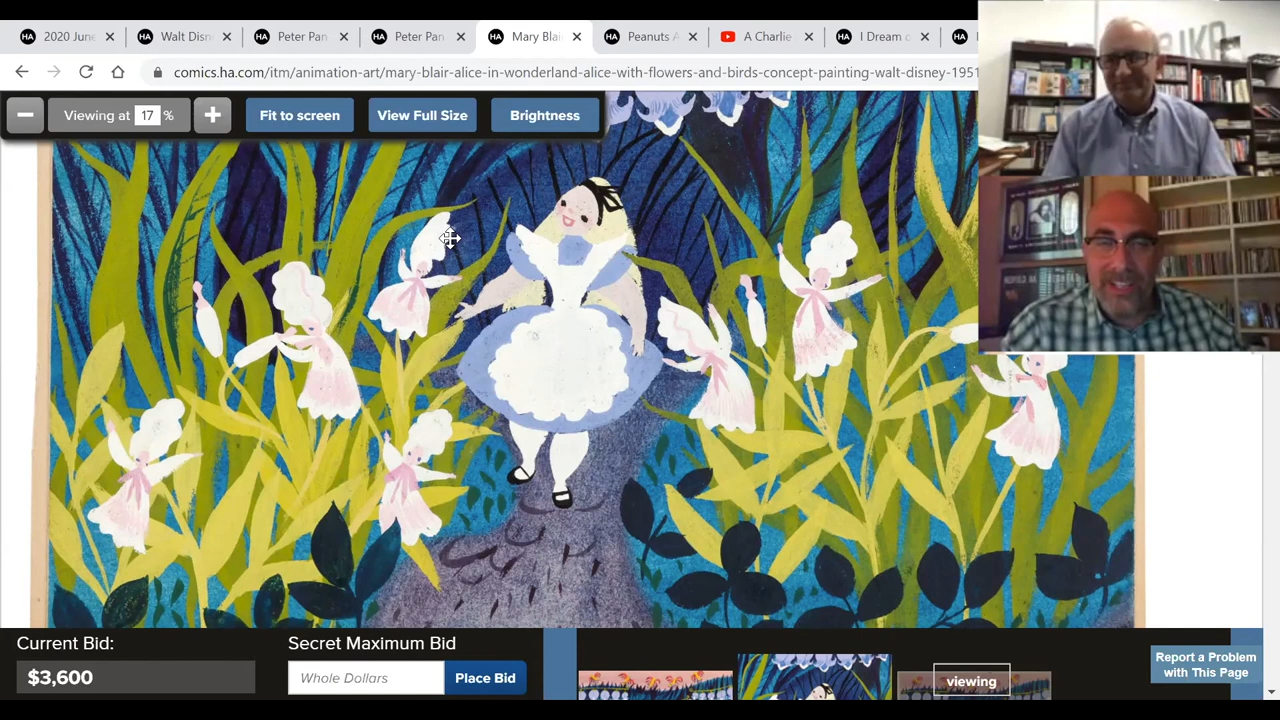 2020 June
Walt Disn
Peter Pan
Peter Pan.
Mary Blai
Peanuts A
A Charlie
I Dream o
comics.ha.com/itm/animation-art/mary-blair-alice-in-wonderland-alice-with-flowers-and-birds-concept-painting-walt-disney-1951
Viewing at 17 %
Fit to screen
View Full Size
Brightness
Current Bid:
$3,600
Secret Maximum Bid
Whole Dollars
Place Bid
viewing
Report a Problem
with This Page